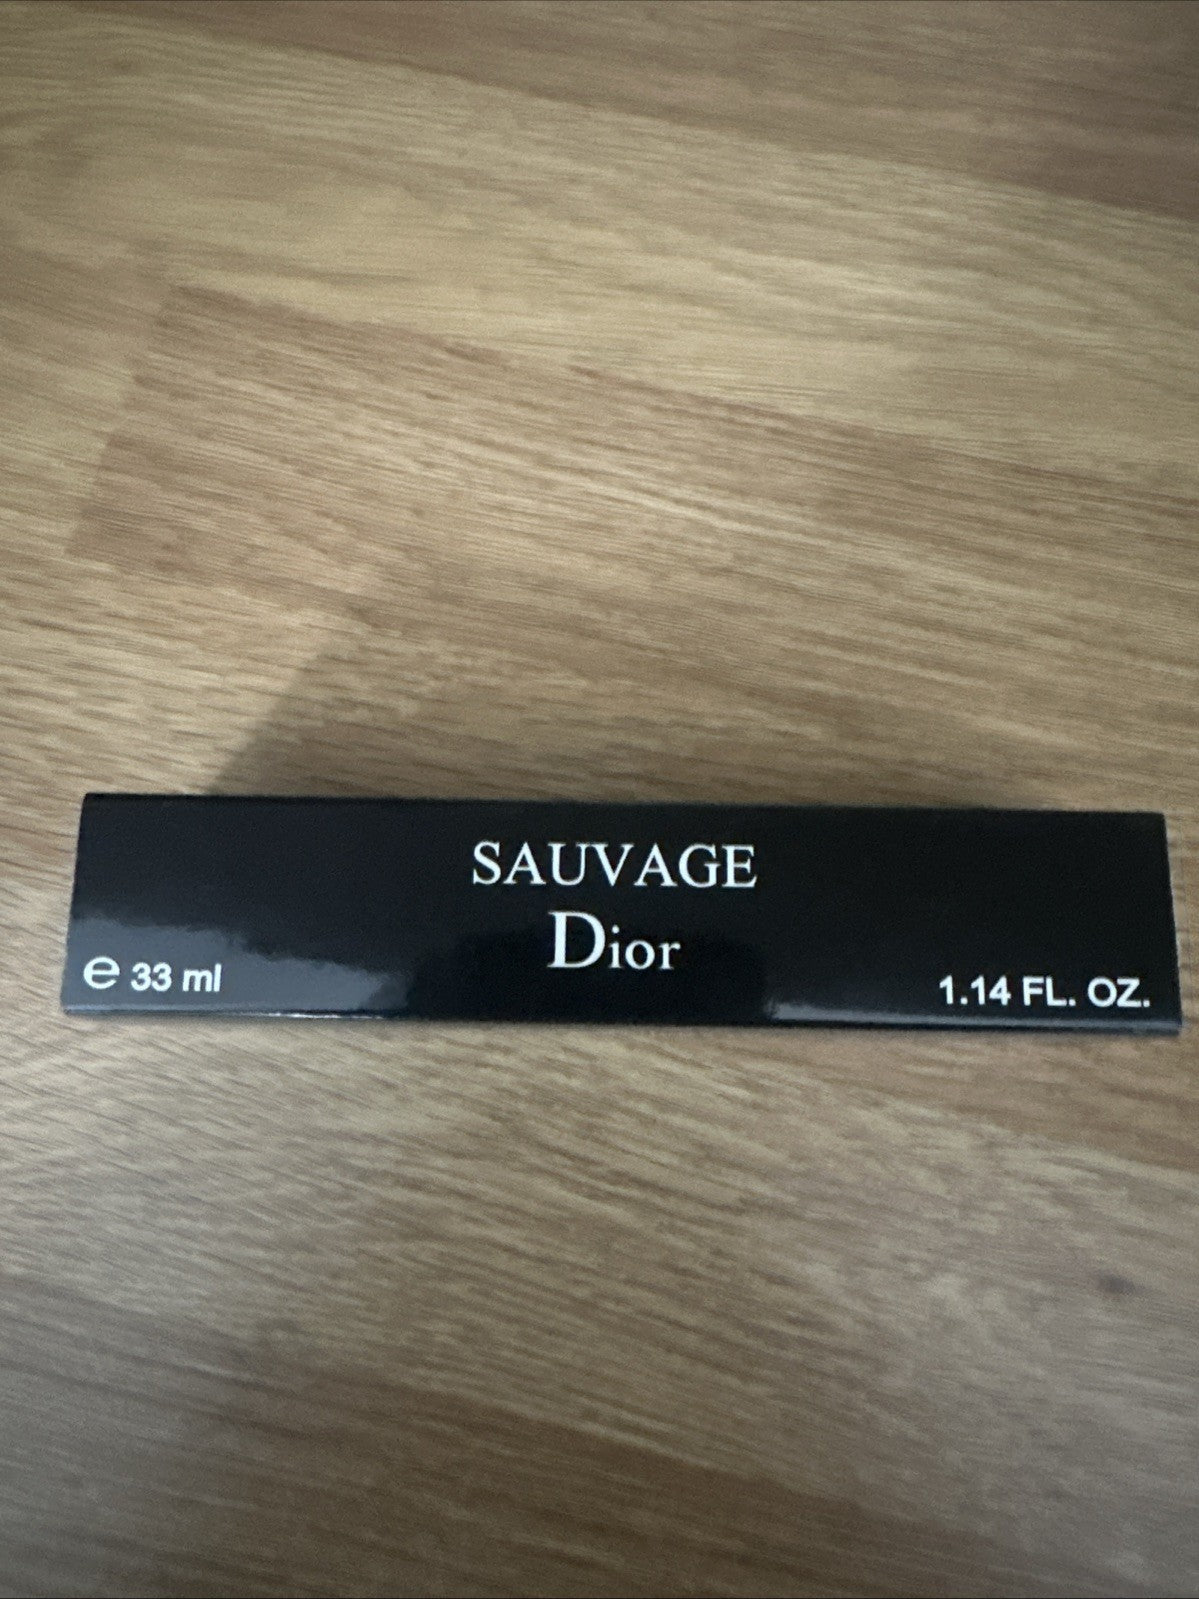 SAUVAGE
Dior
℮ 33 ml
1.14 FL. OZ.